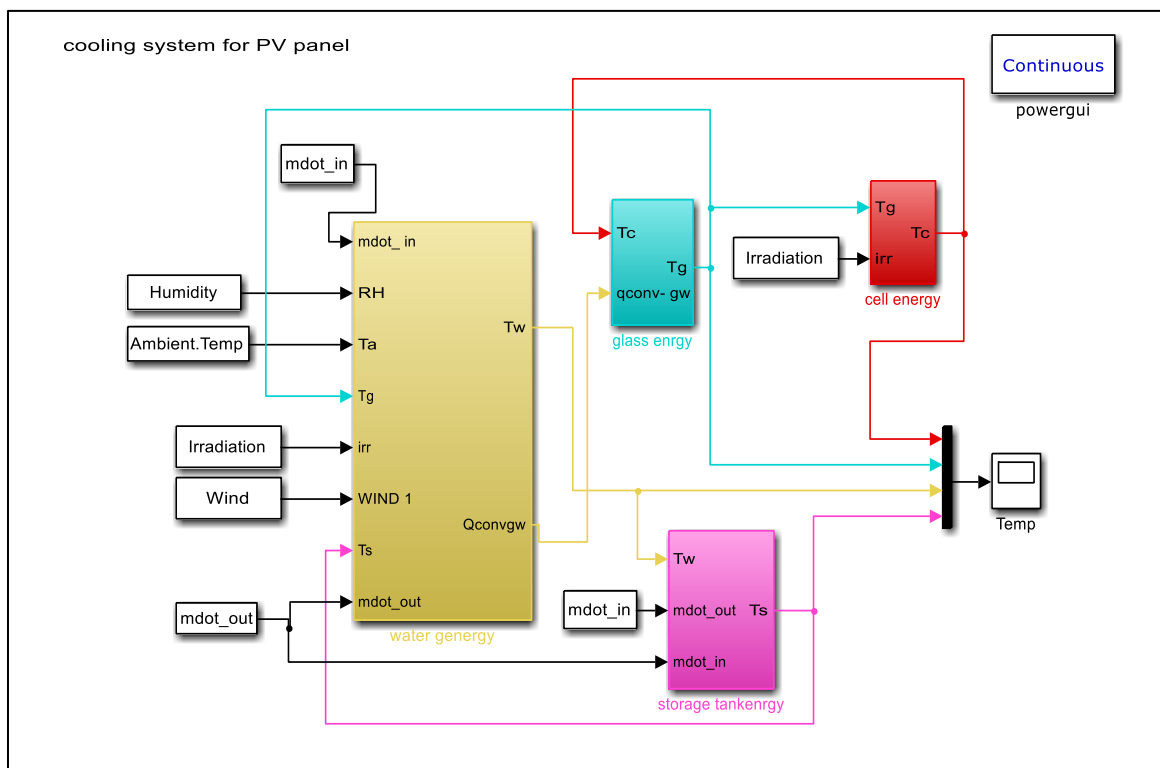 cooling system for PV panel
Continuous
powergui
mdot_in
mdot_ in
Humidity
RH
Ambient.Temp
Ta
Tg
Irradiation
irr
Wind
WIND 1
Ts
mdot_out
mdot_out
Tw
Qconvgw
water genergy
Tc
Tg
qconv- gw
glass enrgy
Irradiation
Tg
Tc
irr
cell energy
Temp
Tw
mdot_in
mdot_out
Ts
mdot_in
storage tankenrgy